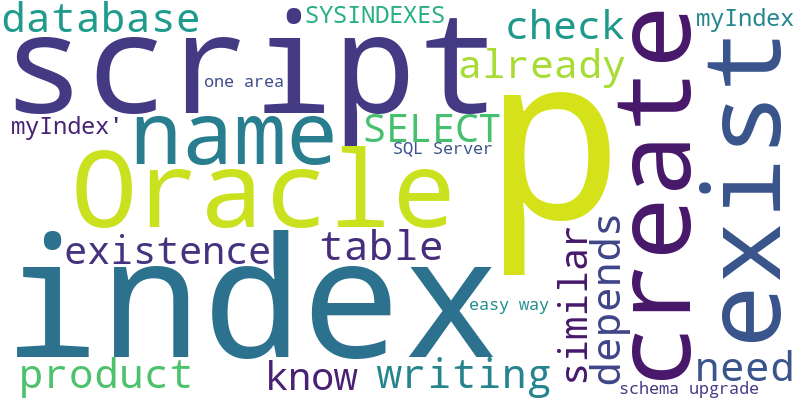 database
SYSINDEXES
check
myIndex
script
already
one area
create
exist
p
myIndex'
name
SELECT
SQL Server
Oracle
existence
table
similar
depends
index
easy way
product
know
writing
need
schema upgrade